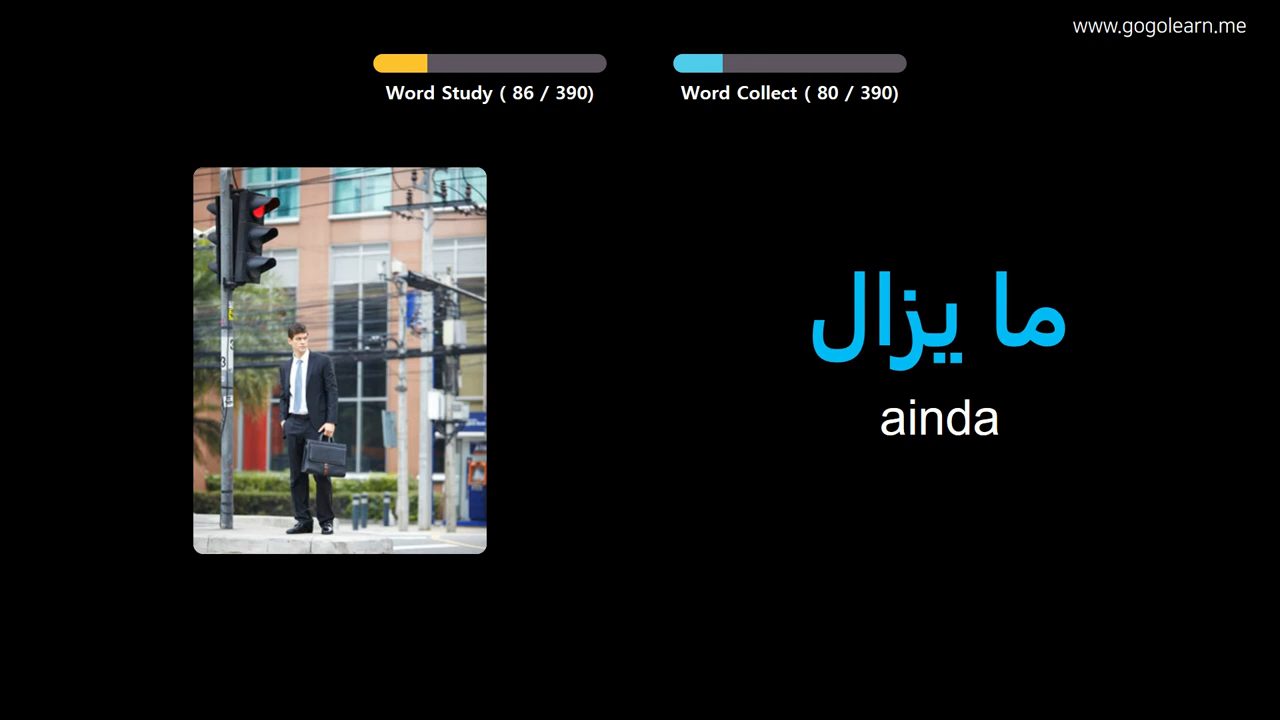 www.gogolearn.me
Word Study ( 86 / 390)
Word Collect ( 80 / 390)
ما يزال
ainda